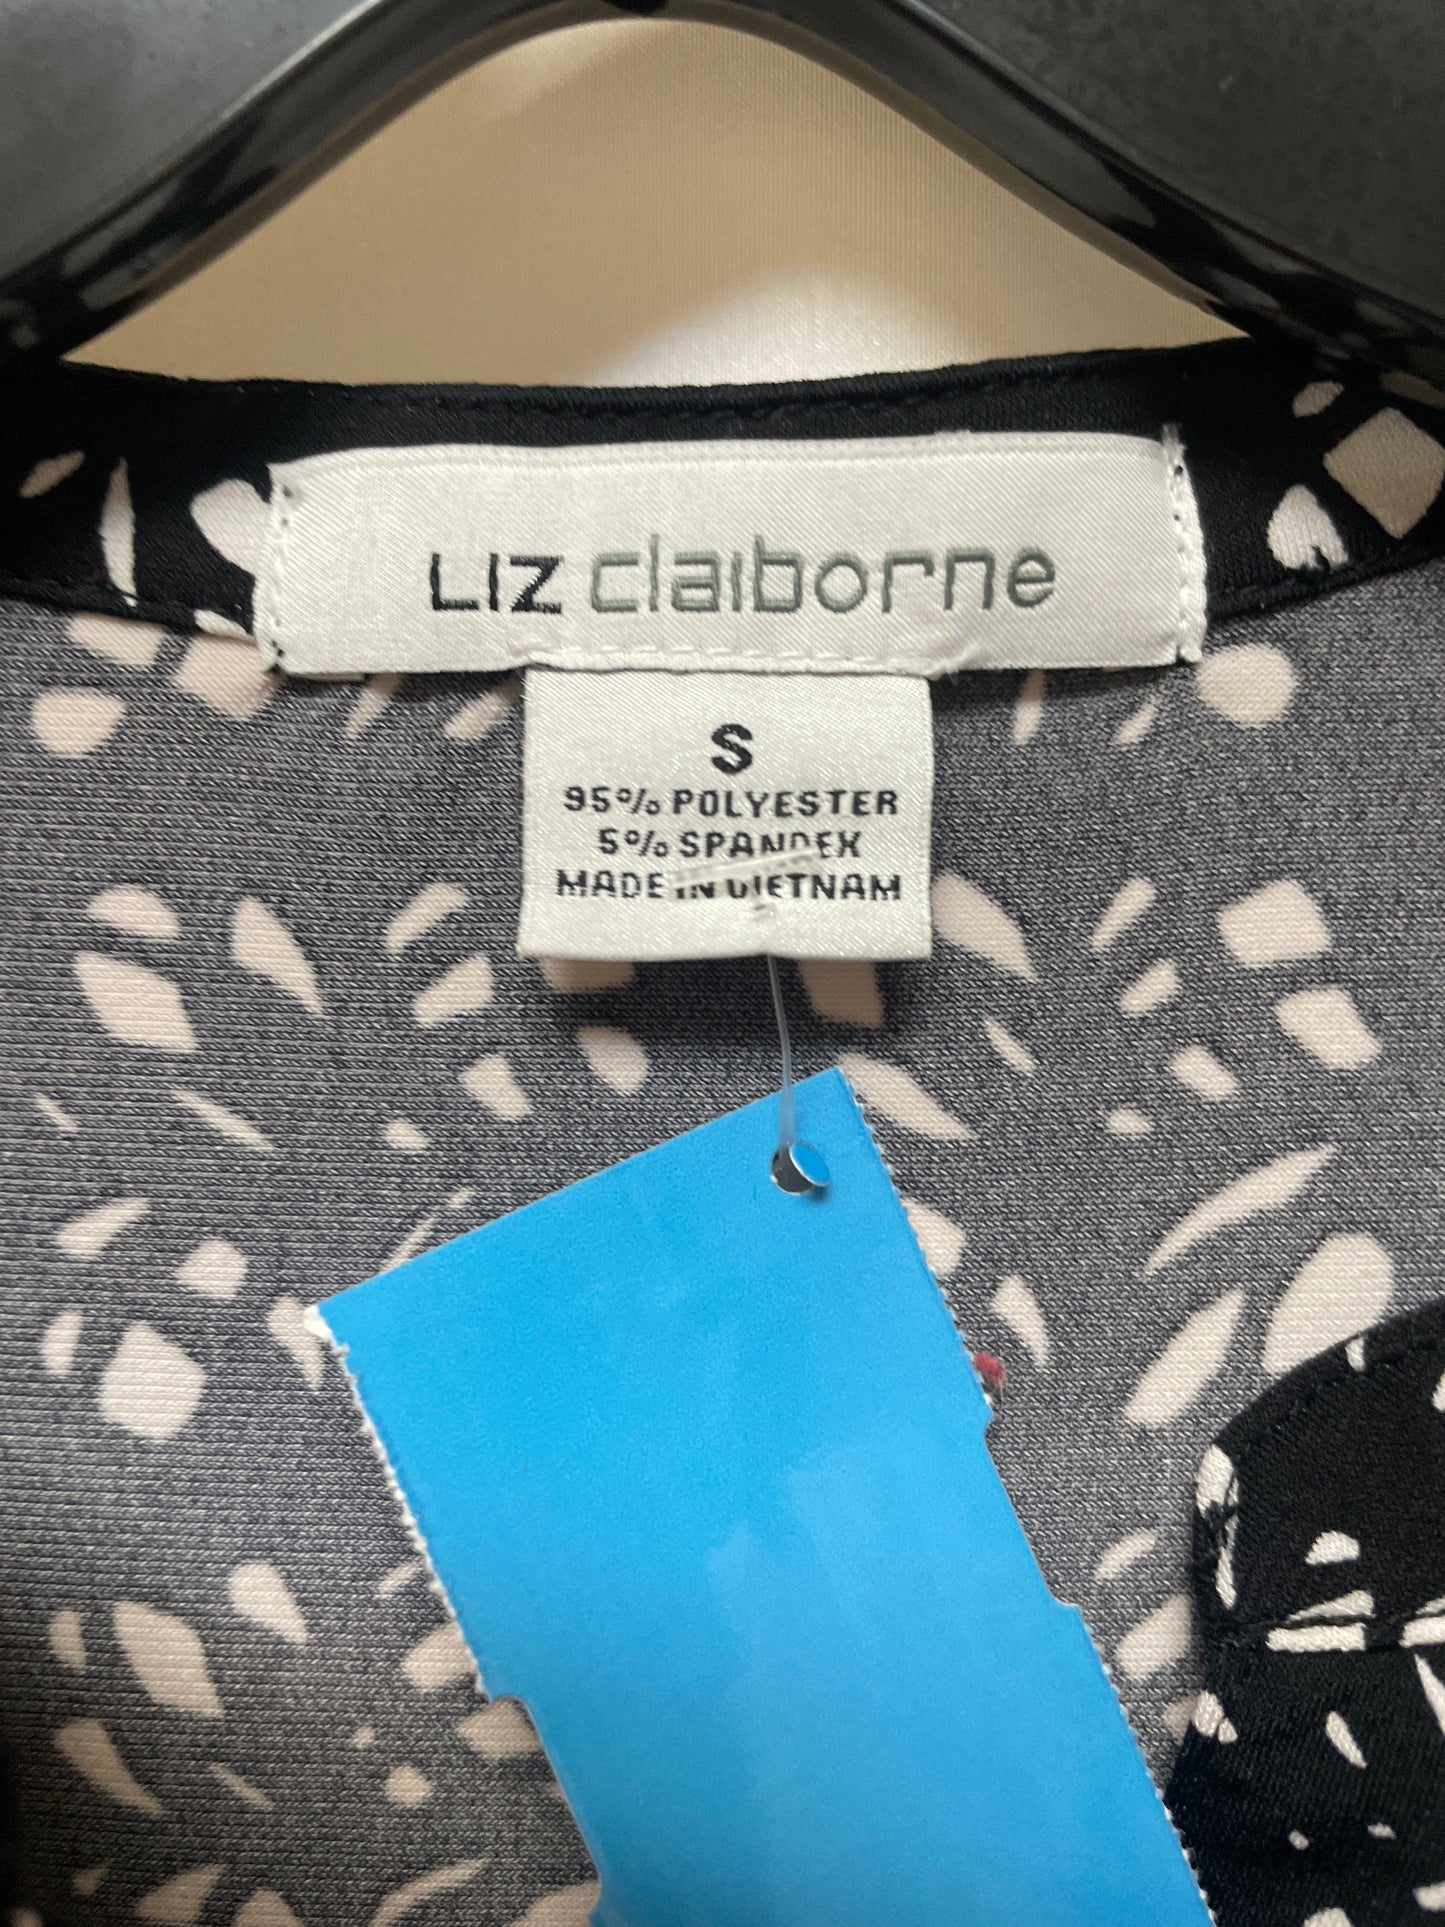 LIZ claiborne
S
95% POLYESTER
5% SPANDEX
MADE IN VIETNAM